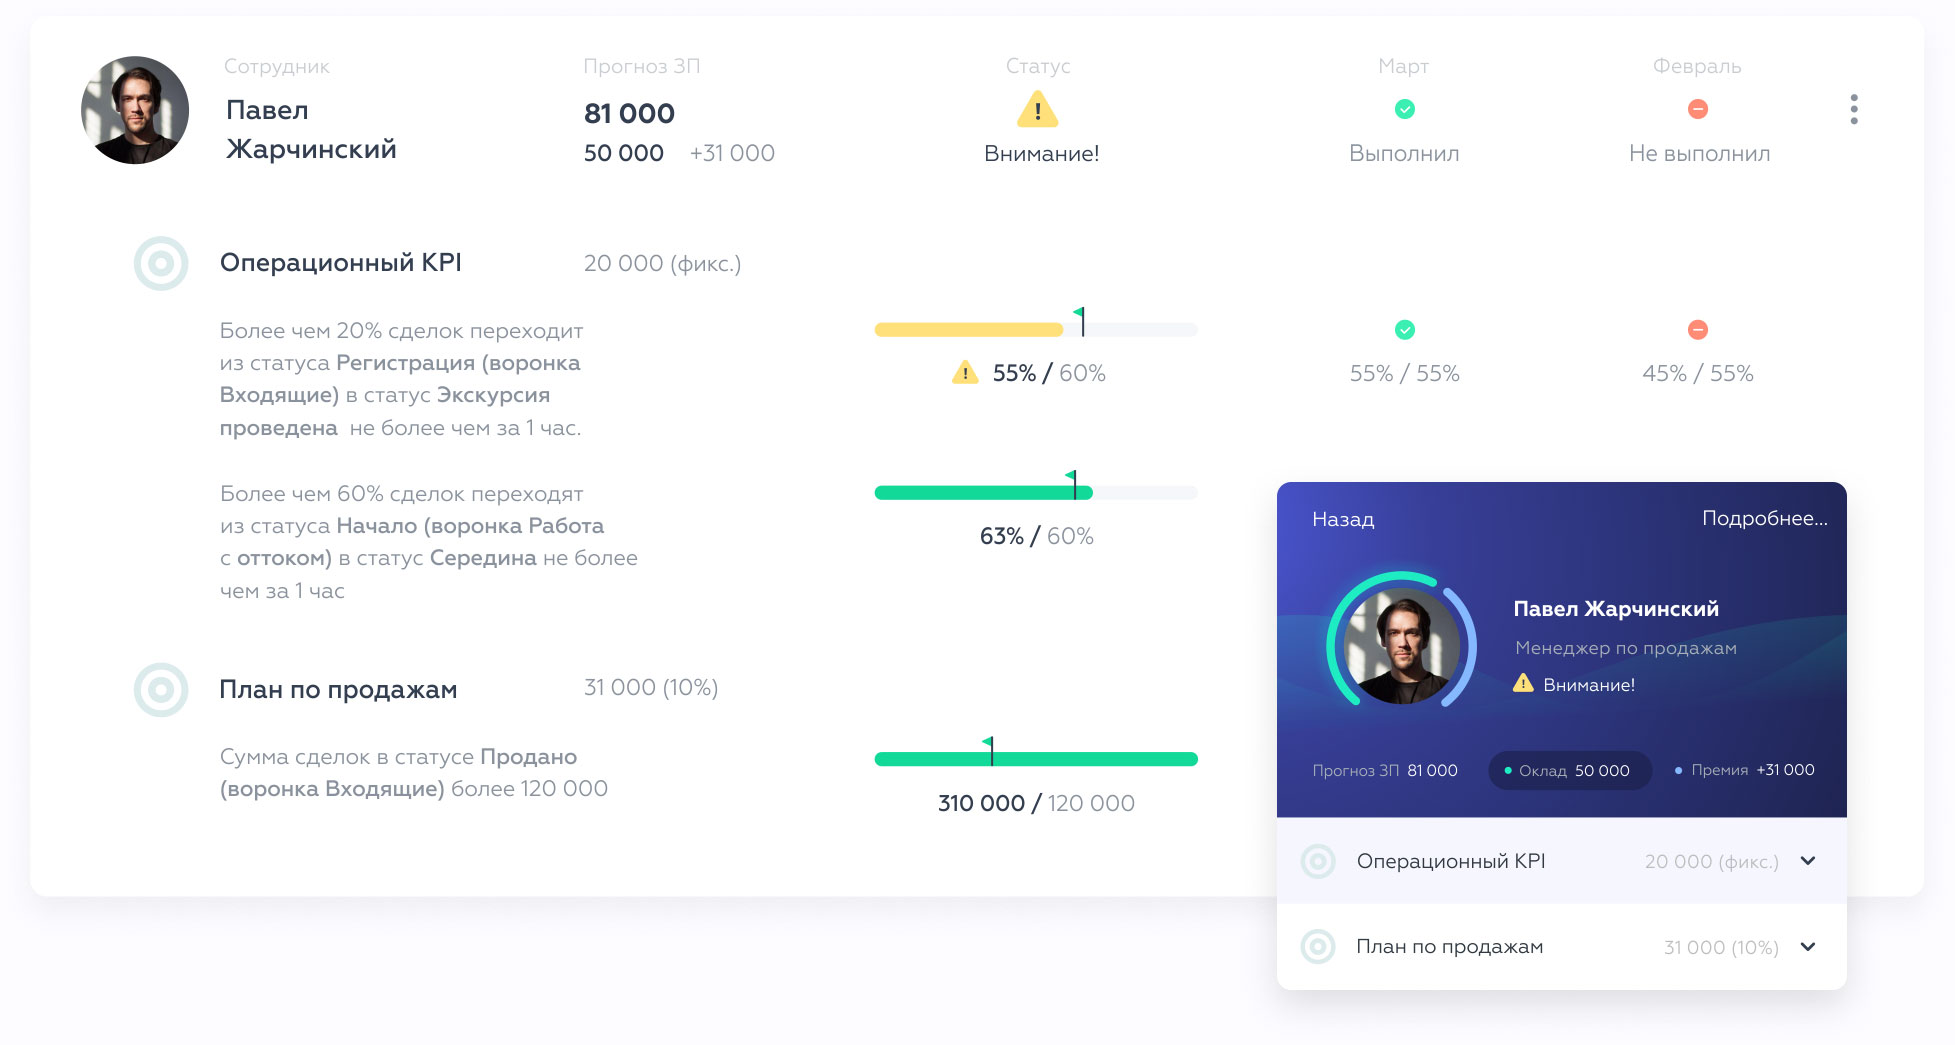 Сотрудник
Прогноз ЗП
Статус
Март
Февраль
Павел
Жарчинский
81 000
50 000 +31 000
Внимание!
Выполнил
Не выполнил
Операционный KPI
20 000 (фикс.)
Более чем 20% сделок переходит
из статуса Регистрация (воронка
Входящие) в статус Экскурсия
проведена не более чем за 1 час.
55% / 60%
55% / 55%
45% / 55%
Более чем 60% сделок переходят
из статуса Начало (воронка Работа
с оттоком) в статус Середина не более
чем за 1 час
63% / 60%
План по продажам
31 000 (10%)
Сумма сделок в статусе Продано
(воронка Входящие) более 120 000
310 000 / 120 000
Назад
Подробнее...
Павел Жарчинский
Менеджер по продажам
Внимание!
Прогноз ЗП 81 000
Оклад 50 000
Премия +31 000
Операционный KPI
20 000 (фикс.)
План по продажам
31 000 (10%)